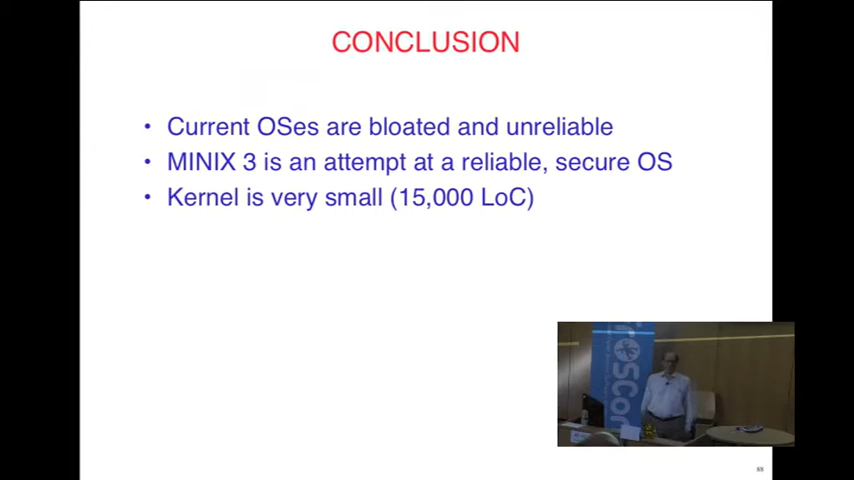 CONCLUSION
• Current OSes are bloated and unreliable
• MINIX 3 is an attempt at a reliable, secure OS
• Kernel is very small (15,000 LoC)